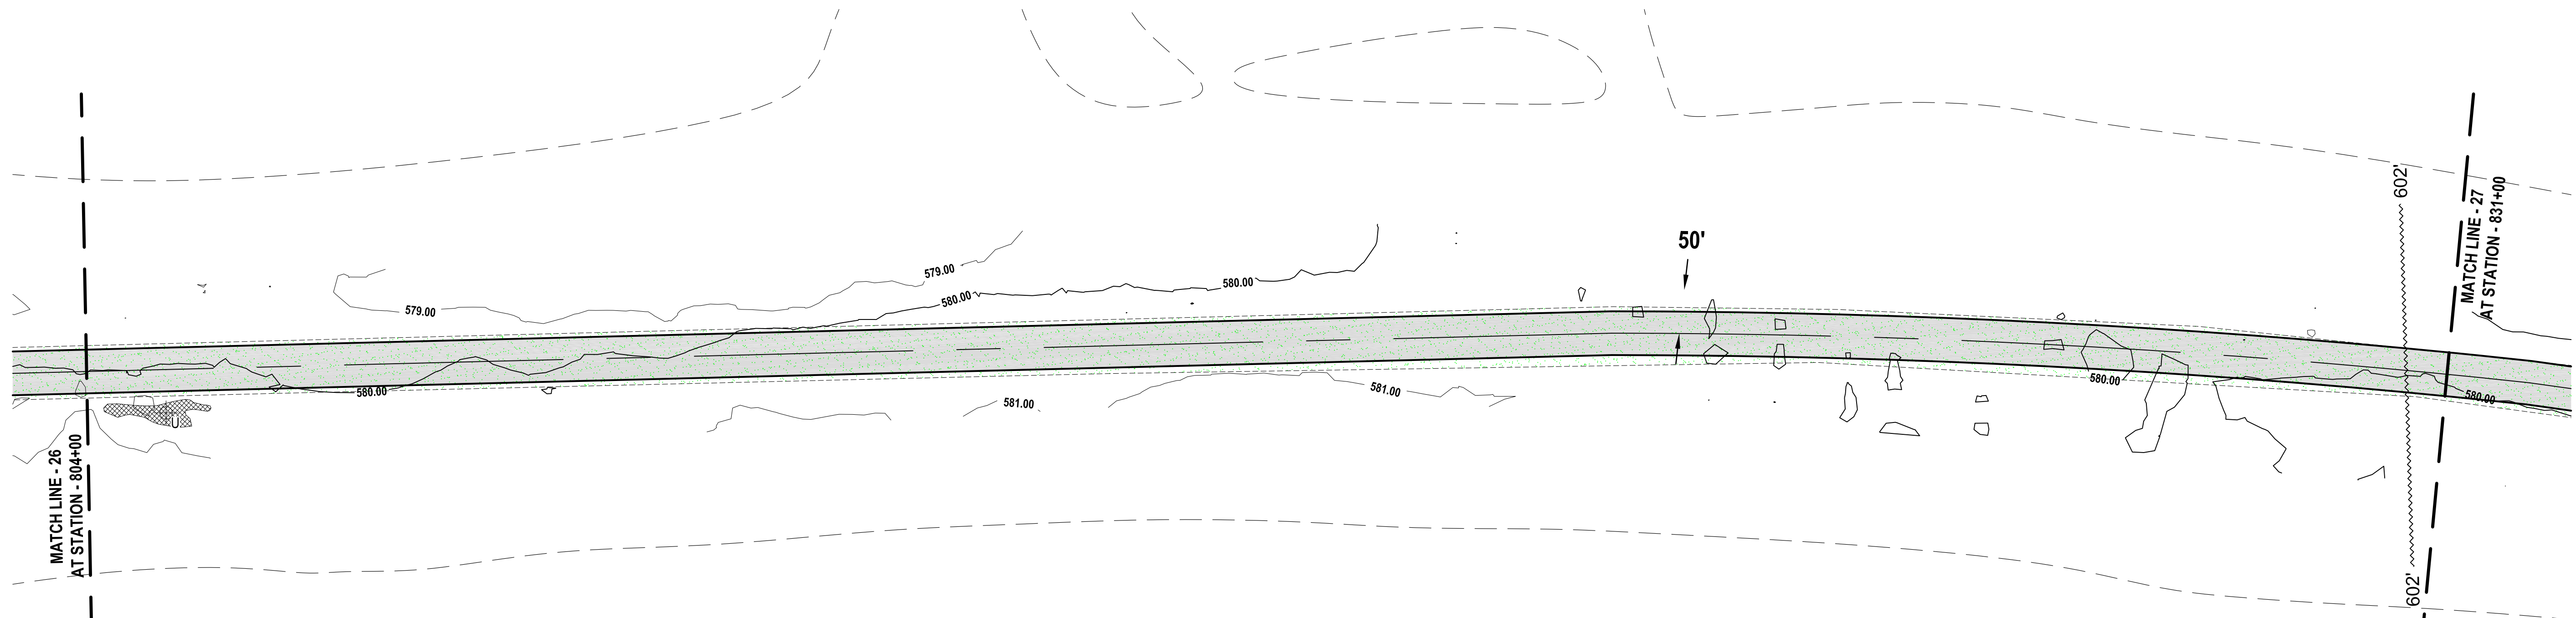 602'
MATCH LINE - 27
AT STATION - 831+00
50'
579.00
580.00
580.00
579.00
580.00
580.00
581.00
581.00
580.00
U
MATCH LINE - 26
AT STATION - 804+00
602'